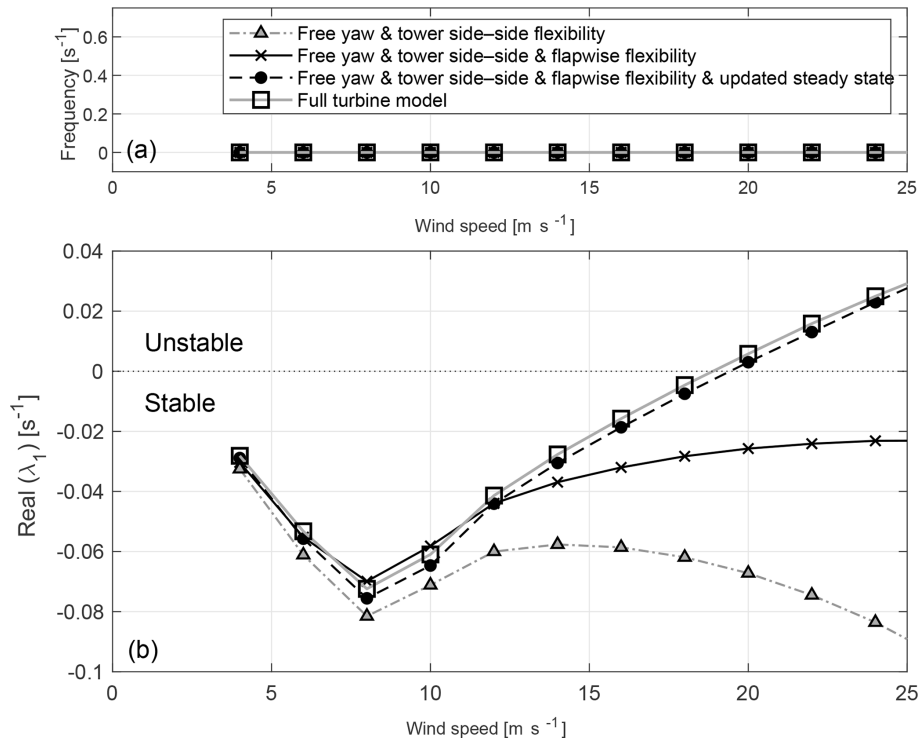 Free yaw & tower side–side flexibility
Free yaw & tower side–side & flapwise flexibility
Free yaw & tower side–side & flapwise flexibility & updated steady state
Full turbine model
Frequency [s⁻¹]
0.6
0.4
0.2
0
(a)
0 5 10 15 20 25
Wind speed [m s⁻¹]
Real (λ₁) [s⁻¹]
0.04
0.02
0
-0.02
-0.04
-0.06
-0.08
-0.1
Unstable
Stable
(b)
0 5 10 15 20 25
Wind speed [m s⁻¹]